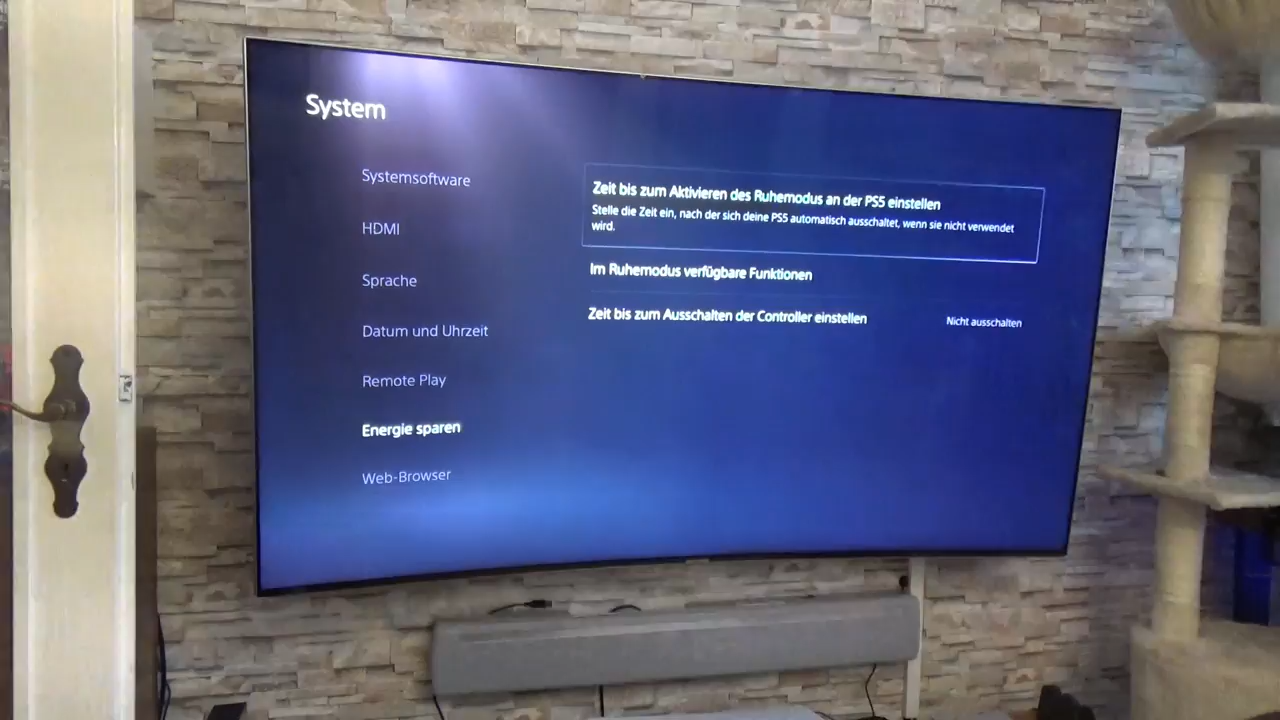 System
Systemsoftware
HDMI
Sprache
Datum und Uhrzeit
Remote Play
Energie sparen
Web-Browser
Zeit bis zum Aktivieren des Ruhemodus an der PS5 einstellen
Stelle die Zeit ein, nach der sich deine PS5 automatisch ausschaltet, wenn sie nicht verwendet
wird.
Im Ruhemodus verfügbare Funktionen
Zeit bis zum Ausschalten der Controller einstellen
Nicht ausschalten